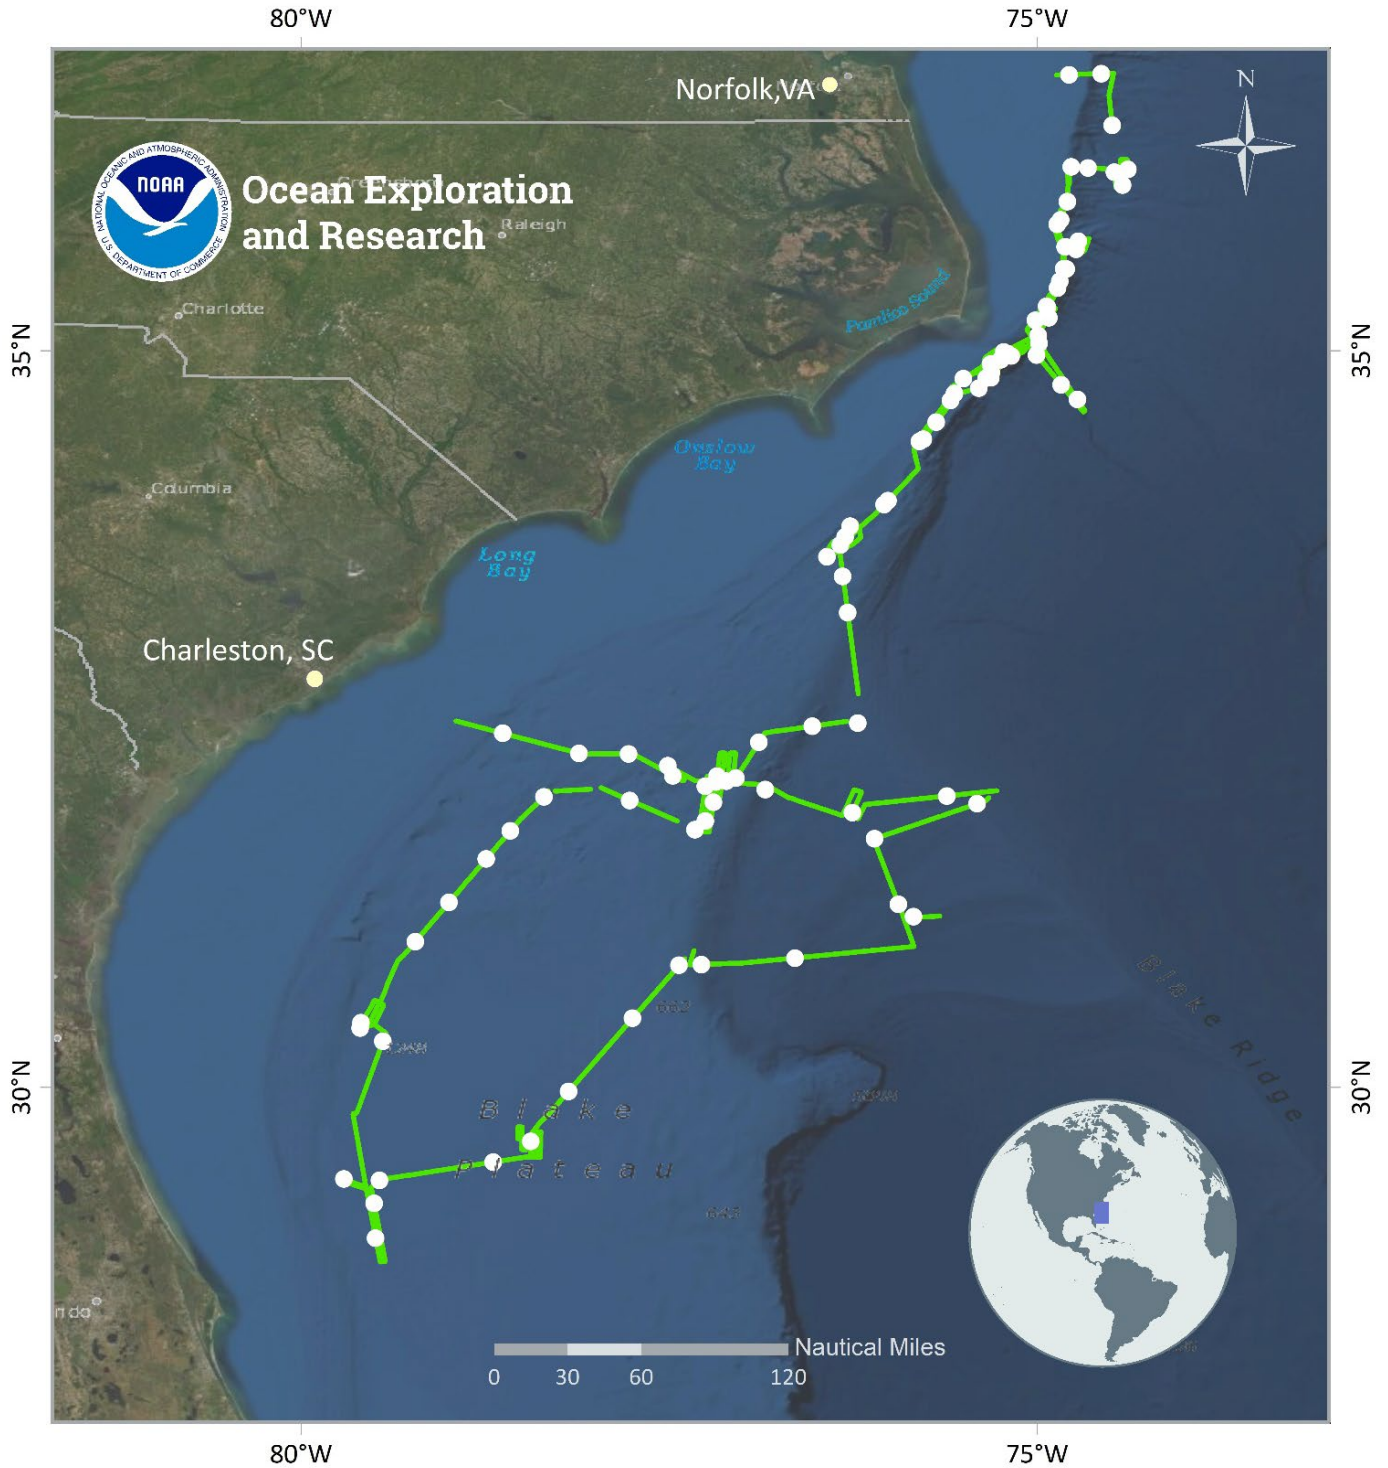 80°W 75°W
Norfolk,VA
N
NATIONAL OCEANIC AND ATMOSPHERIC ADMINISTRATION
NOAA
U.S. DEPARTMENT OF COMMERCE
Ocean Exploration
and Research
Raleigh
Charlotte
Pamlico Sound
35°N 35°N
Onslow
Bay
Columbia
Long
Bay
Charleston, SC
Blake Ridge
662
30°N 30°N
Blake
Plateau
643
Nautical Miles
0 30 60 120
80°W 75°W